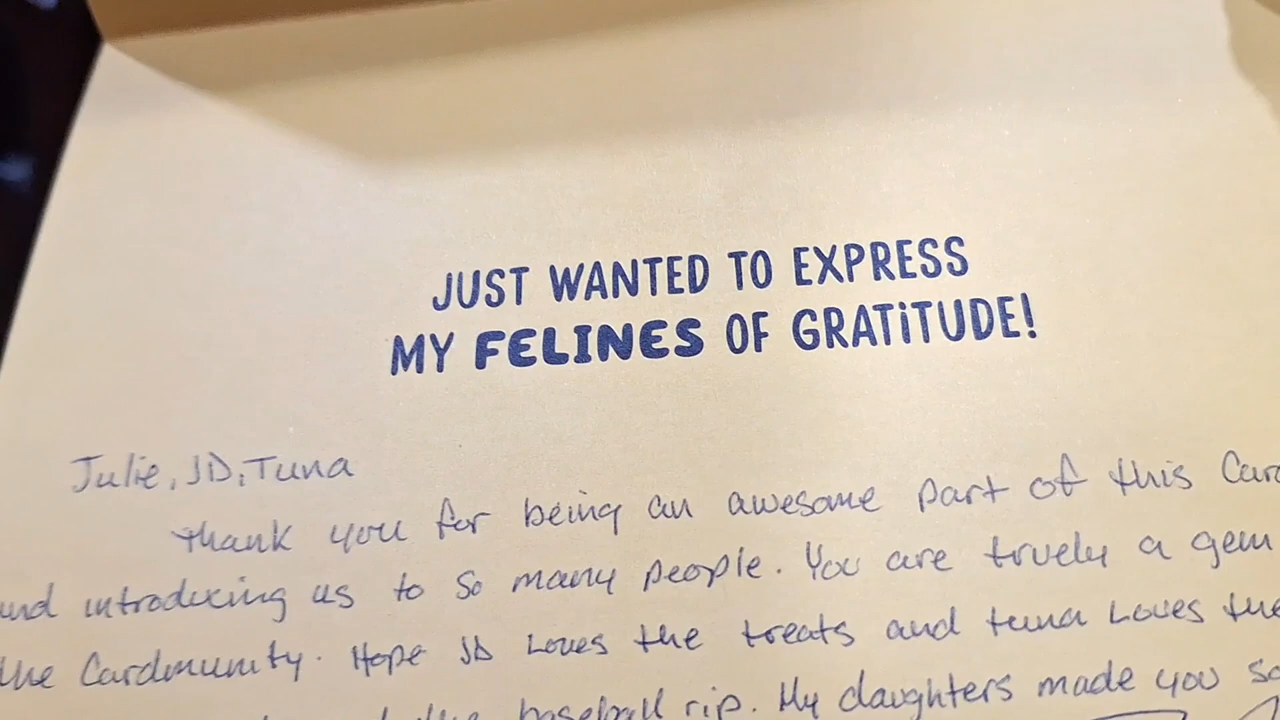 JUST WANTED TO EXPRESS
MY FELINES OF GRATiTUDE!
Julie, JD, Tuna
Thank you for being an awesome part of this
and introducing us to so many people. You are truely a gem
the Cardmunity. Hope JD Loves the treats and tuna Loves the
the baseball rip. My daughters made you